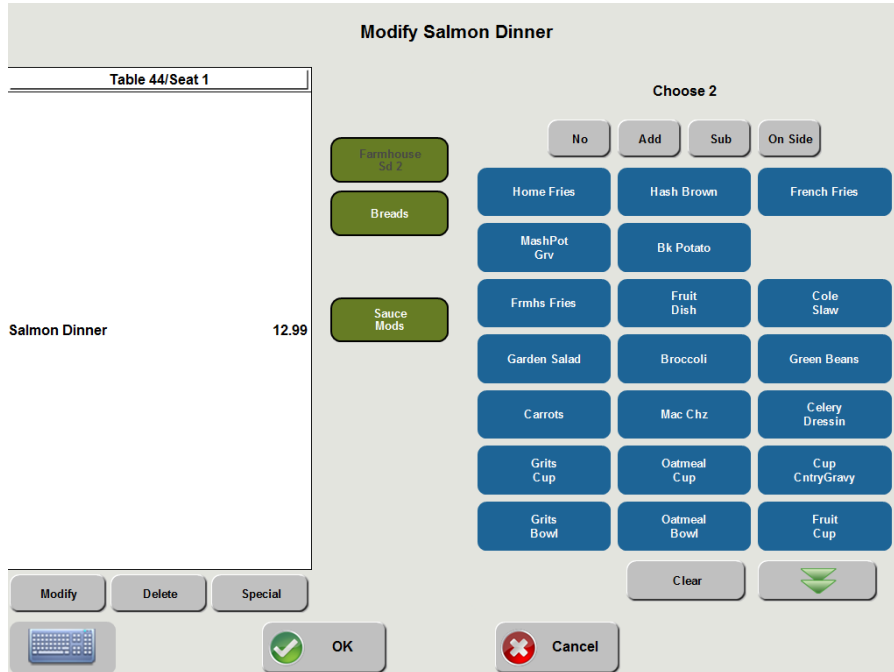 Modify Salmon Dinner
Table 44/Seat 1
Salmon Dinner 12.99
Farmhouse
Sd 2
Breads
Sauce
Mods
Choose 2
No Add Sub On Side
Home Fries Hash Brown French Fries
MashPot
Grv
Bk Potato
Frmhs Fries
Fruit
Dish
Cole
Slaw
Garden Salad Broccoli Green Beans
Carrots Mac Chz
Celery
Dressin
Grits
Cup
Oatmeal
Cup
Cup
CntryGravy
Grits
Bowl
Oatmeal
Bowl
Fruit
Cup
Clear
Modify Delete Special
OK Cancel